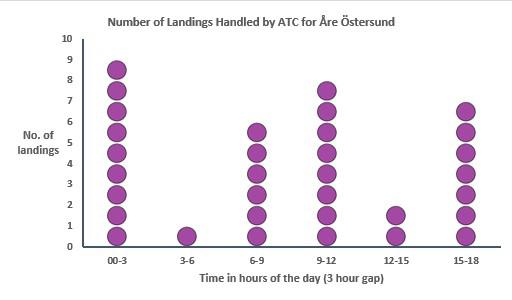 Number of Landings Handled by ATC for Åre Östersund
10
9
8
7
6
5
4
3
2
1
0
No. of
landings
00-3 3-6 6-9 9-12 12-15 15-18
Time in hours of the day (3 hour gap)